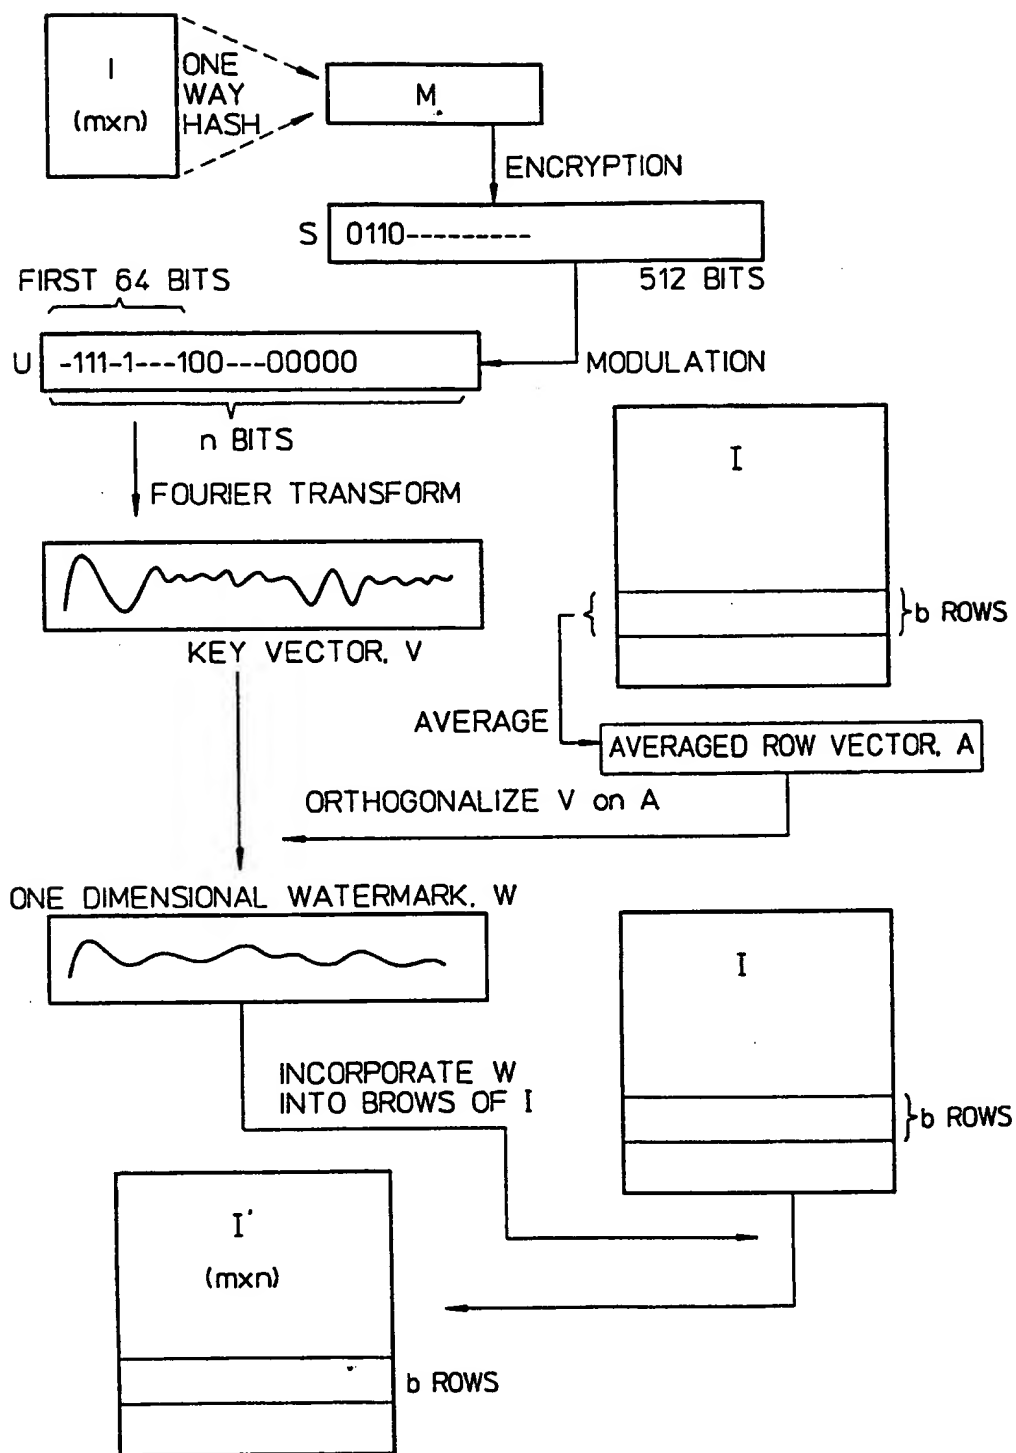 I
(mxn)
ONE
WAY
HASH
M
ENCRYPTION
S
0110----------
512 BITS
FIRST 64 BITS
U
-111-1---100---00000
MODULATION
n BITS
FOURIER TRANSFORM
I
b ROWS
KEY VECTOR, V
AVERAGE
AVERAGED ROW VECTOR, A
ORTHOGONALIZE V on A
ONE DIMENSIONAL WATERMARK, W
I
INCORPORATE W
INTO BROWS OF I
b ROWS
I'
(mxn)
b ROWS